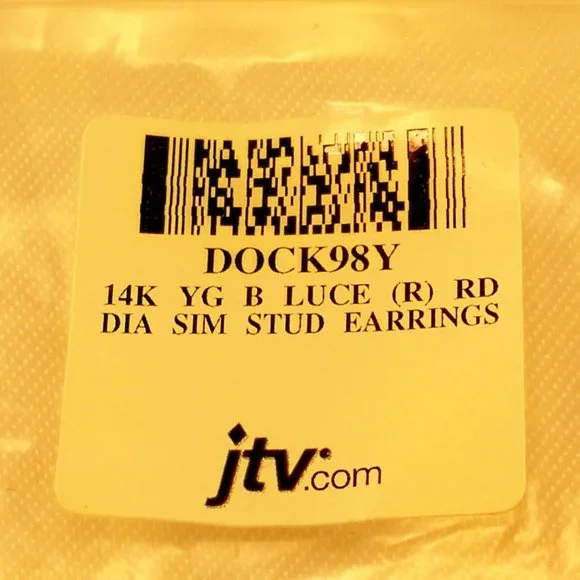 DOCK98Y
14K YG B LUCE (R) RD
DIA SIM STUD EARRINGS
jtv.com